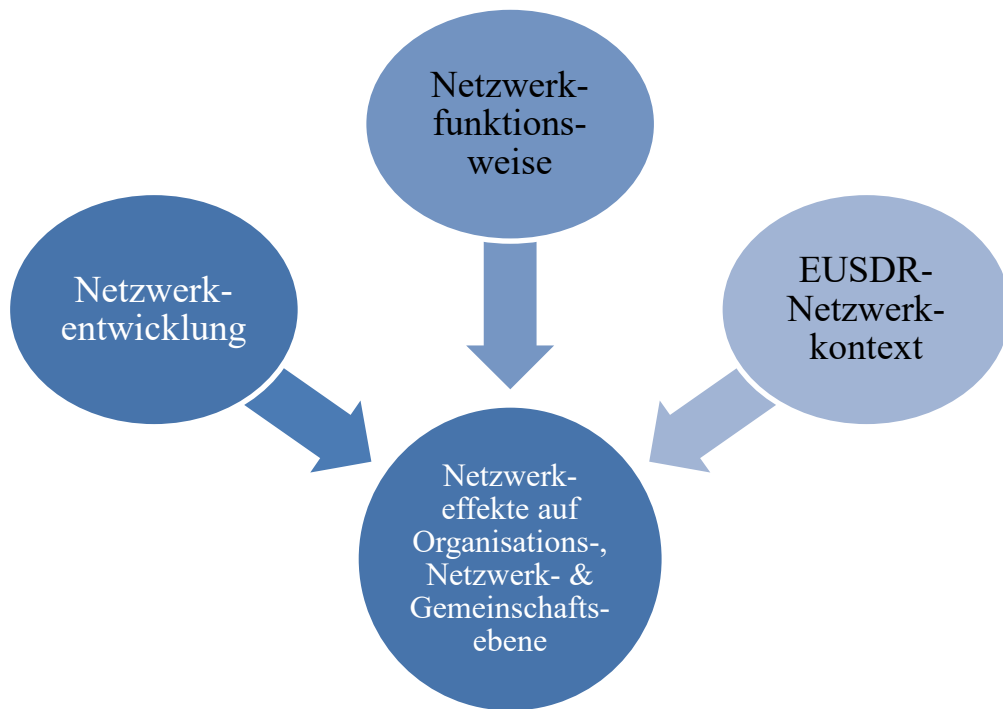 Netzwerk-
funktions-
weise
Netzwerk-
entwicklung
EUSDR-
Netzwerk-
kontext
Netzwerk-
effekte auf
Organisations-,
Netzwerk- &
Gemeinschafts-
ebene